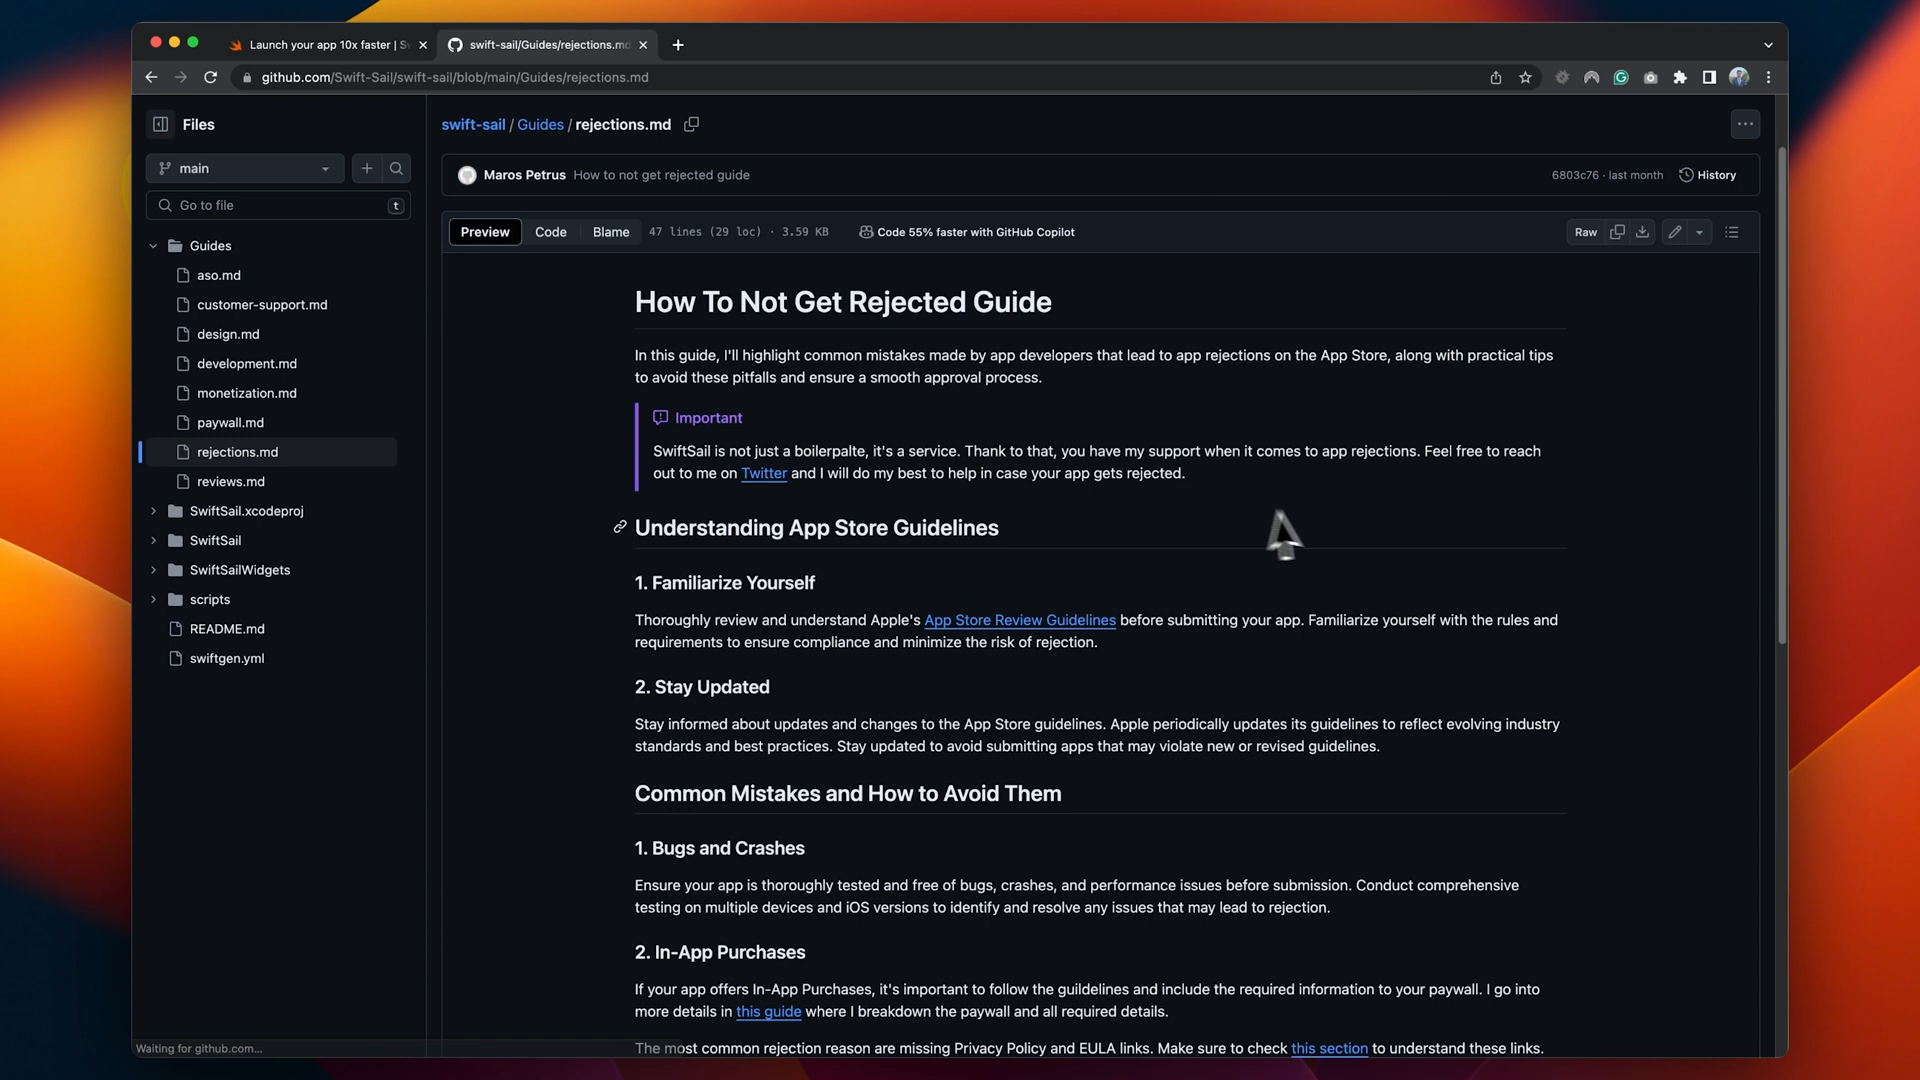 Launch your app 10x faster | S
swift-sail/Guides/rejections.md
github.com/Swift-Sail/swift-sail/blob/main/Guides/rejections.md
Files
swift-sail / Guides / rejections.md
main
Maros Petrus How to not get rejected guide
6803c76 · last month
History
Go to file
t
Preview
Code
Blame
47 lines (29 loc) · 3.59 KB
Code 55% faster with GitHub Copilot
Raw
Guides
aso.md
customer-support.md
design.md
development.md
monetization.md
paywall.md
rejections.md
reviews.md
SwiftSail.xcodeproj
SwiftSail
SwiftSailWidgets
scripts
README.md
swiftgen.yml
How To Not Get Rejected Guide
In this guide, I'll highlight common mistakes made by app developers that lead to app rejections on the App Store, along with practical tips
to avoid these pitfalls and ensure a smooth approval process.
Important
SwiftSail is not just a boilerpalte, it's a service. Thank to that, you have my support when it comes to app rejections. Feel free to reach
out to me on Twitter and I will do my best to help in case your app gets rejected.
Understanding App Store Guidelines
1. Familiarize Yourself
Thoroughly review and understand Apple's App Store Review Guidelines before submitting your app. Familiarize yourself with the rules and
requirements to ensure compliance and minimize the risk of rejection.
2. Stay Updated
Stay informed about updates and changes to the App Store guidelines. Apple periodically updates its guidelines to reflect evolving industry
standards and best practices. Stay updated to avoid submitting apps that may violate new or revised guidelines.
Common Mistakes and How to Avoid Them
1. Bugs and Crashes
Ensure your app is thoroughly tested and free of bugs, crashes, and performance issues before submission. Conduct comprehensive
testing on multiple devices and iOS versions to identify and resolve any issues that may lead to rejection.
2. In-App Purchases
If your app offers In-App Purchases, it's important to follow the guildelines and include the required information to your paywall. I go into
more details in this guide where I breakdown the paywall and all required details.
The most common rejection reason are missing Privacy Policy and EULA links. Make sure to check this section to understand these links.
Waiting for github.com...